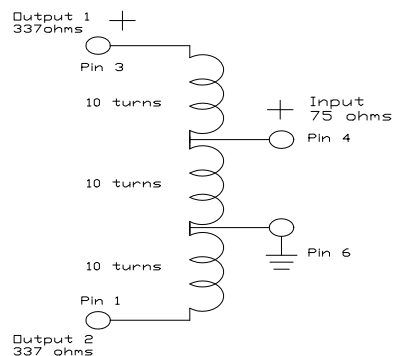 Output 1 +
337ohms
Pin 3
10 turns
+ Input
75 ohms
Pin 4
10 turns
Pin 6
10 turns
Pin 1
Output 2
337 ohms